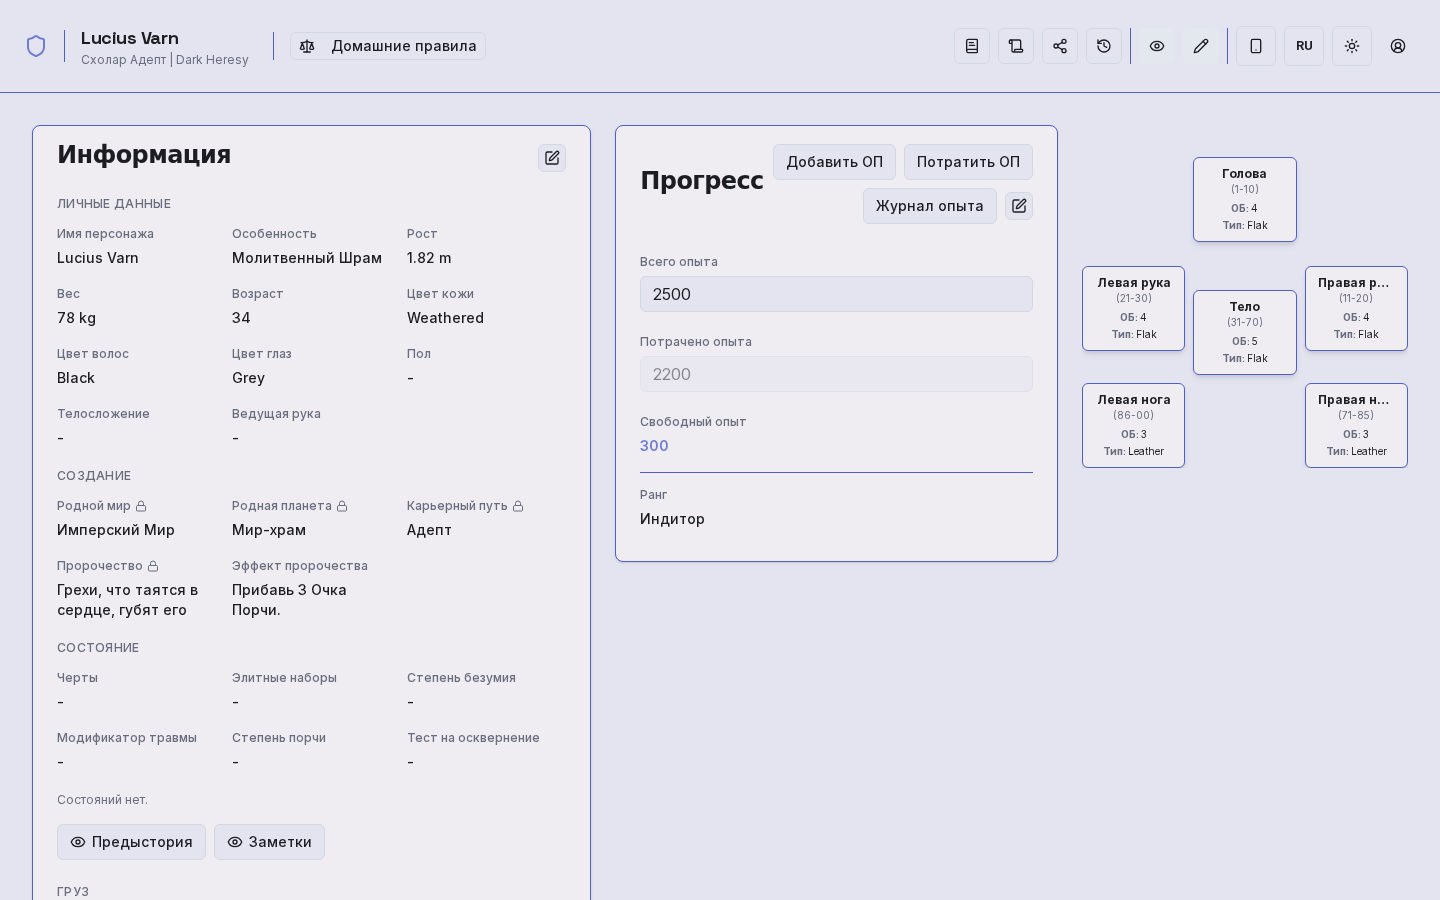 Lucius Varn
Схолар Адепт | Dark Heresy
Домашние правила
RU
Информация
ЛИЧНЫЕ ДАННЫЕ
Имя персонажа
Lucius Varn
Особенность
Молитвенный Шрам
Рост
1.82 m
Вес
78 kg
Возраст
34
Цвет кожи
Weathered
Цвет волос
Black
Цвет глаз
Grey
Пол
-
Телосложение
-
Ведущая рука
-
СОЗДАНИЕ
Родной мир
Имперский Мир
Родная планета
Мир-храм
Карьерный путь
Адепт
Пророчество
Грехи, что таятся в
сердце, губят его
Эффект пророчества
Прибавь 3 Очка
Порчи.
СОСТОЯНИЕ
Черты
-
Элитные наборы
-
Степень безумия
-
Модификатор травмы
-
Степень порчи
-
Тест на осквернение
-
Состояний нет.
Предыстория
Заметки
ГРУЗ
Прогресс
Добавить ОП
Потратить ОП
Журнал опыта
Всего опыта
2500
Потрачено опыта
2200
Свободный опыт
300
Ранг
Индитор
Голова
(1-10)
ОБ: 4
Тип: Flak
Левая рука
(21-30)
ОБ: 4
Тип: Flak
Тело
(31-70)
ОБ: 5
Тип: Flak
Правая р...
(11-20)
ОБ: 4
Тип: Flak
Левая нога
(86-00)
ОБ: 3
Тип: Leather
Правая н...
(71-85)
ОБ: 3
Тип: Leather